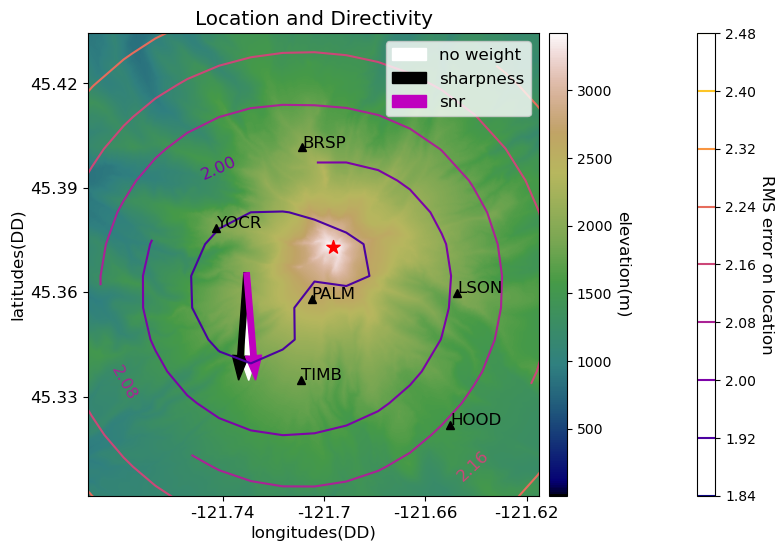 Location and Directivity
no weight
sharpness
snr
45.42
45.39
45.36
45.33
latitudes(DD)
BRSP
YOCR
PALM
LSON
TIMB
HOOD
2.00
2.08
2.16
-121.74
-121.7
-121.66
-121.62
longitudes(DD)
3000
2500
2000
1500
1000
500
elevation(m)
2.48
2.40
2.32
2.24
2.16
2.08
2.00
1.92
1.84
RMS error on location